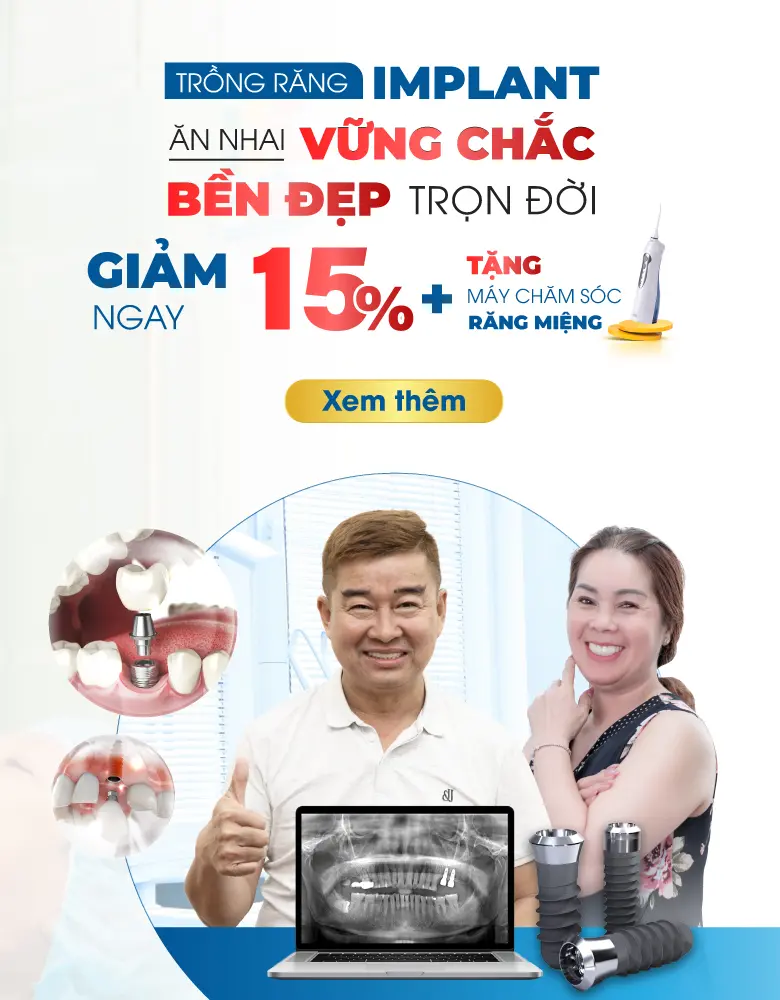 TRỒNG RĂNG IMPLANT
ĂN NHAI VỮNG CHẮC
BỀN ĐẸP TRỌN ĐỜI
GIẢM
NGAY
15%
+
TẶNG
MÁY CHĂM SÓC
RĂNG MIỆNG
Xem thêm